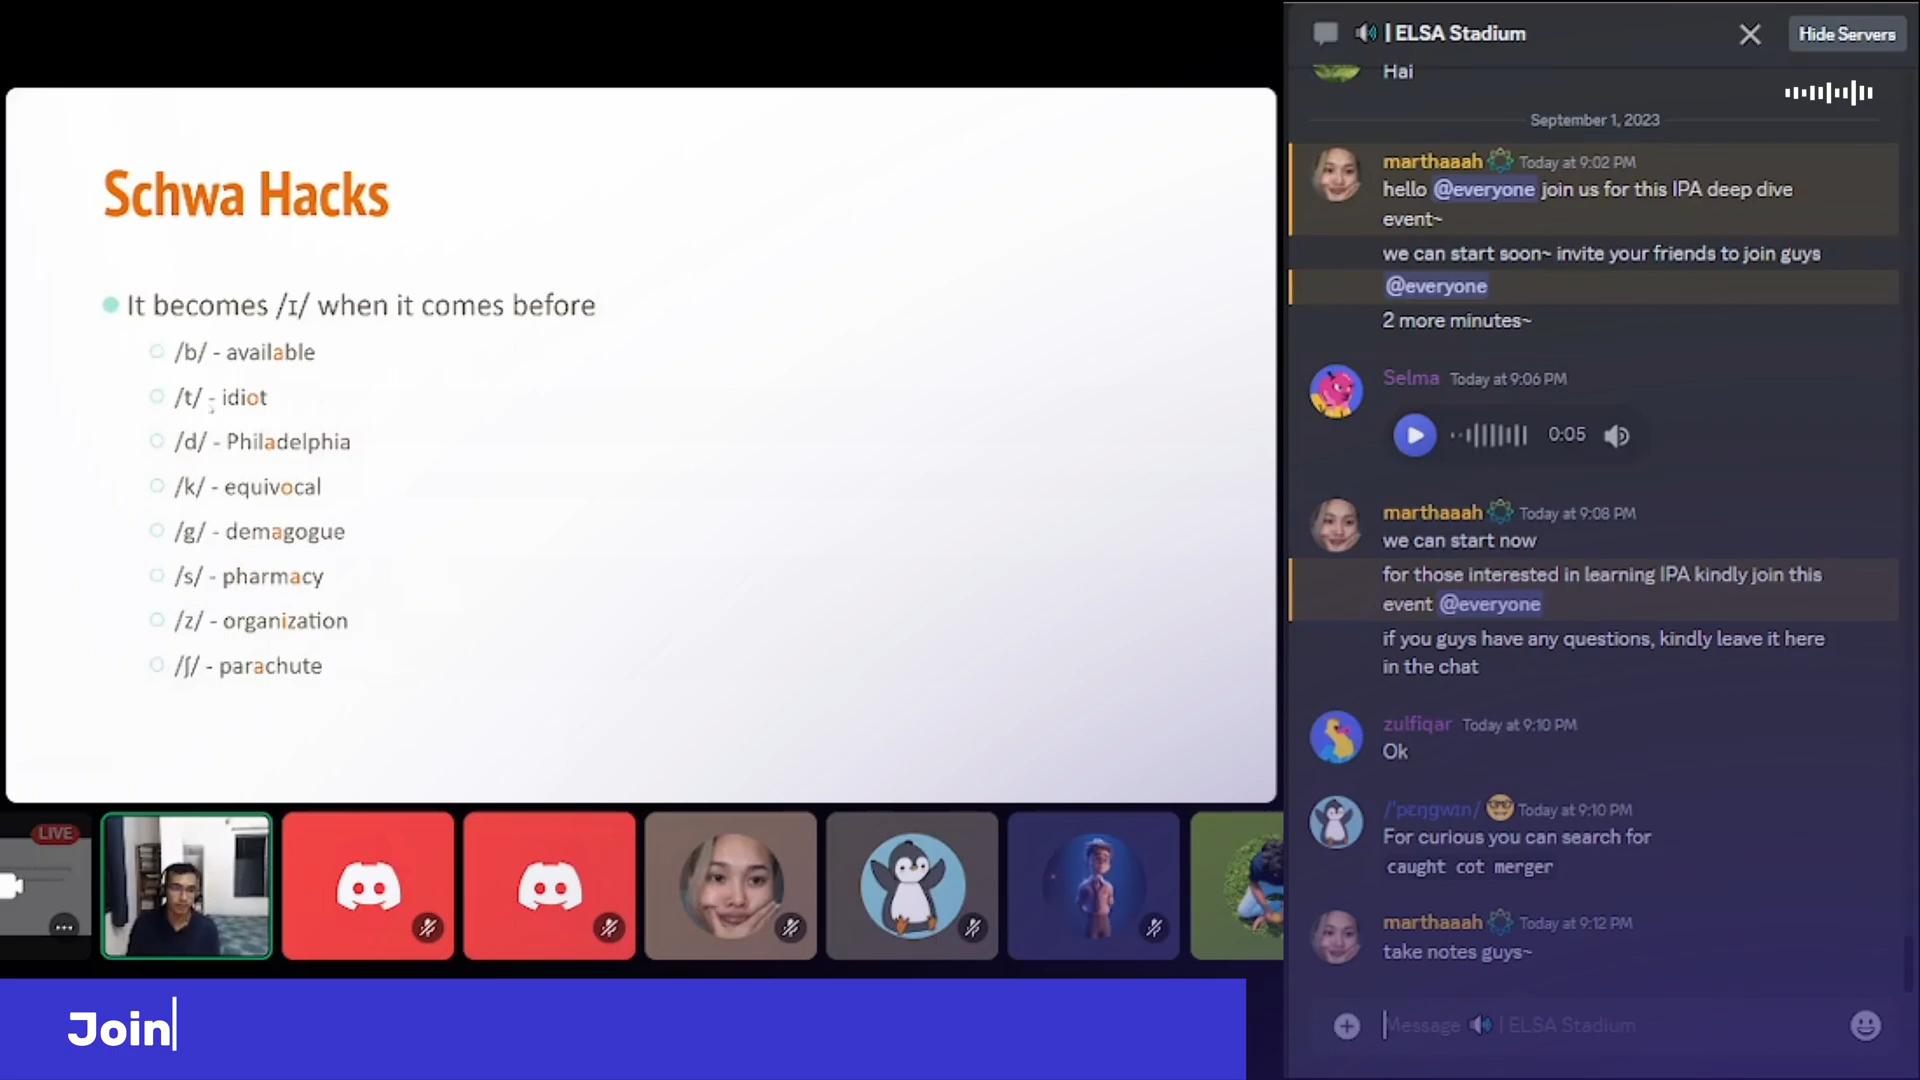 Schwa Hacks
It becomes /ɪ/ when it comes before
/b/ - available
/t/ - idiot
/d/ - Philadelphia
/k/ - equivocal
/g/ - demagogue
/s/ - pharmacy
/z/ - organization
/ʃ/ - parachute
LIVE
Join
| ELSA Stadium
Hide Servers
Hai
September 1, 2023
marthaaah Today at 9:02 PM
hello @everyone join us for this IPA deep dive
event~
we can start soon~ invite your friends to join guys
@everyone
2 more minutes~
Selma Today at 9:06 PM
0:05
marthaaah Today at 9:08 PM
we can start now
for those interested in learning IPA kindly join this
event @everyone
if you guys have any questions, kindly leave it here
in the chat
zulfiqar Today at 9:10 PM
Ok
/ˈpɛŋgwɪn/ Today at 9:10 PM
For curious you can search for
caught cot merger
marthaaah Today at 9:12 PM
take notes guys~
Message | ELSA Stadium